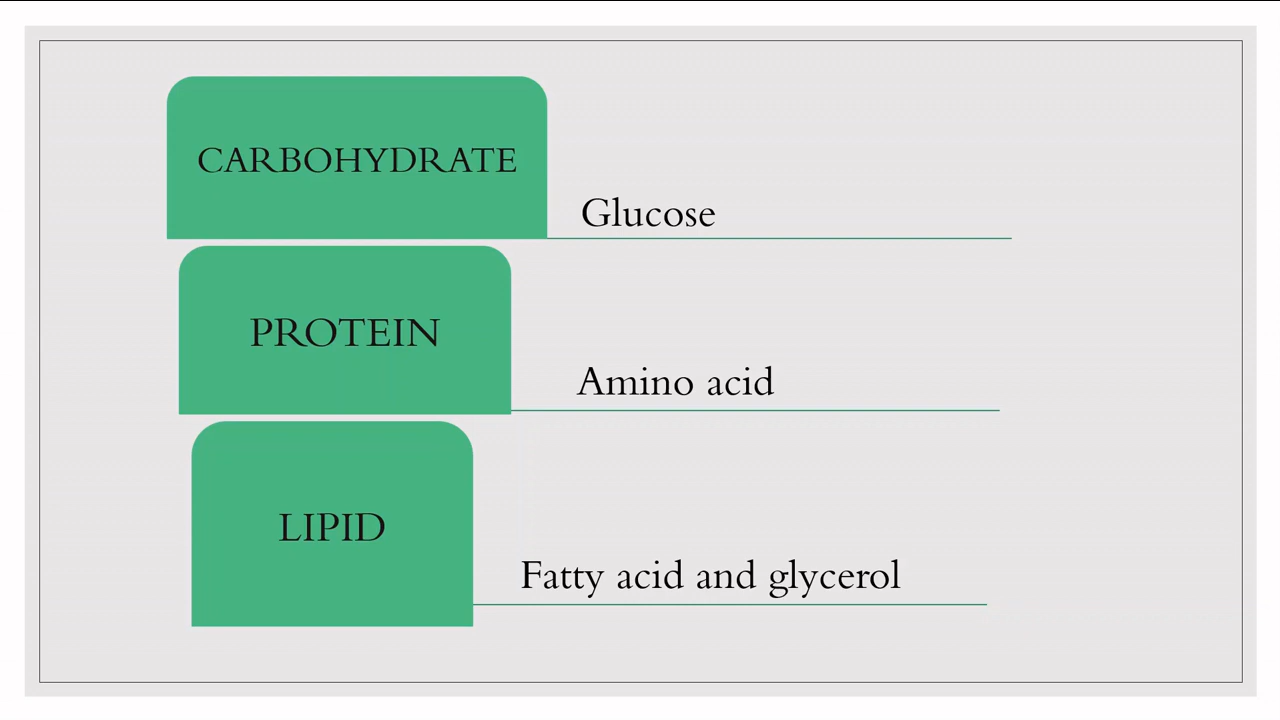 CARBOHYDRATE
Glucose
PROTEIN
Amino acid
LIPID
Fatty acid and glycerol